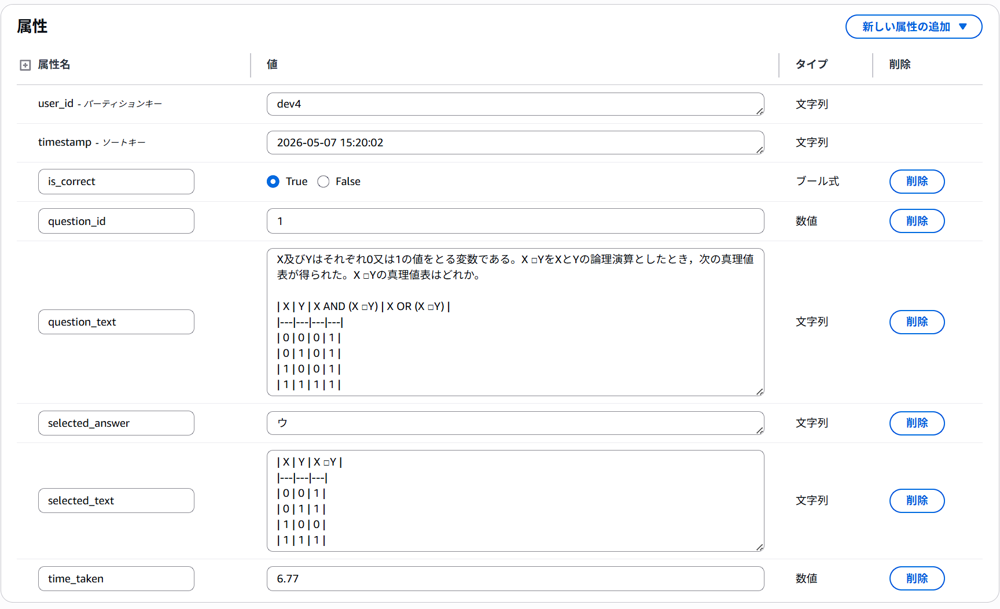 属性
新しい属性の追加 ▼
属性名 値 タイプ 削除
user_id - パーティションキー dev4 文字列
timestamp - ソートキー 2026-05-07 15:20:02 文字列
is_correct True False ブール式 削除
question_id 1 数値 削除
question_text
X及びYはそれぞれ0又は1の値をとる変数である。X □YをXとYの論理演算としたとき，次の真理値
表が得られた。X □Yの真理値表はどれか。
| X | Y | X AND (X □Y) | X OR (X □Y) |
|---|---|---|---|
| 0 | 0 | 0 | 1 |
| 0 | 1 | 0 | 1 |
| 1 | 0 | 0 | 1 |
| 1 | 1 | 1 | 1 |
文字列 削除
selected_answer ウ 文字列 削除
selected_text
| X | Y | X □Y |
|---|---|---|
| 0 | 0 | 1 |
| 0 | 1 | 1 |
| 1 | 0 | 0 |
| 1 | 1 | 1 |
文字列 削除
time_taken 6.77 数値 削除